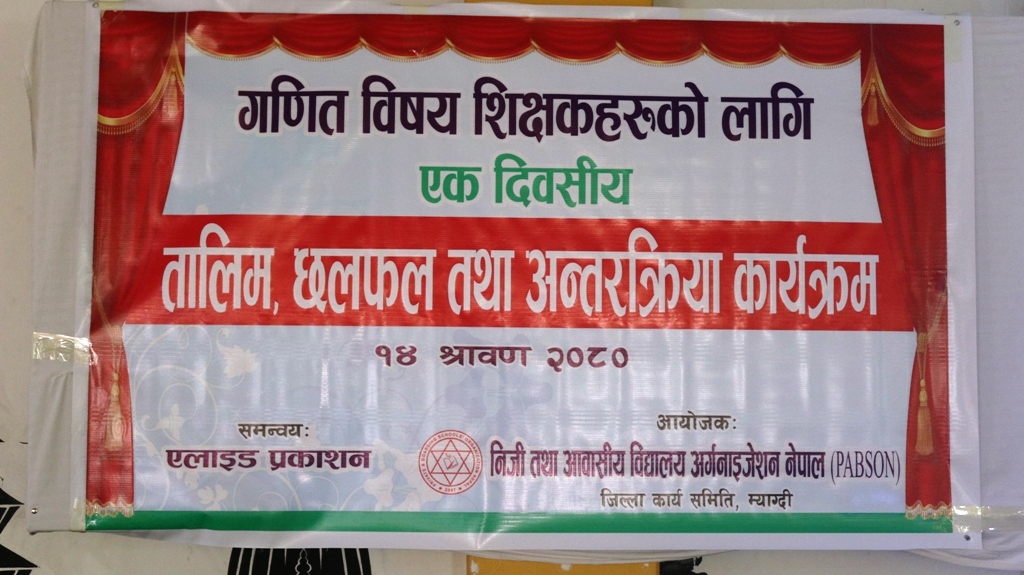 गणित विषय शिक्षकहरुको लागि
एक दिवसीय
तालिम, छलफल तथा अन्तरक्रिया कार्यक्रम
१४ श्रावण २०८०
समन्वय:
एलाइड प्रकाशन
आयोजक:
निजी तथा आवासीय विद्यालय अर्गनाइजेशन नेपाल (PABSON)
जिल्ला कार्य समिति, म्याग्दी